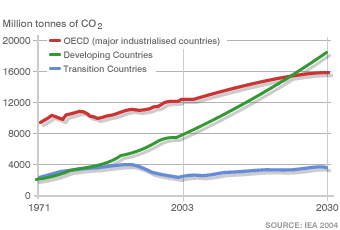 Million tonnes of CO2
20000
OECD (major industrialised countries)
Developing Countries
16000
Transition Countries
12000
8000
4000
0
1971 2003 2030
SOURCE: IEA 2004